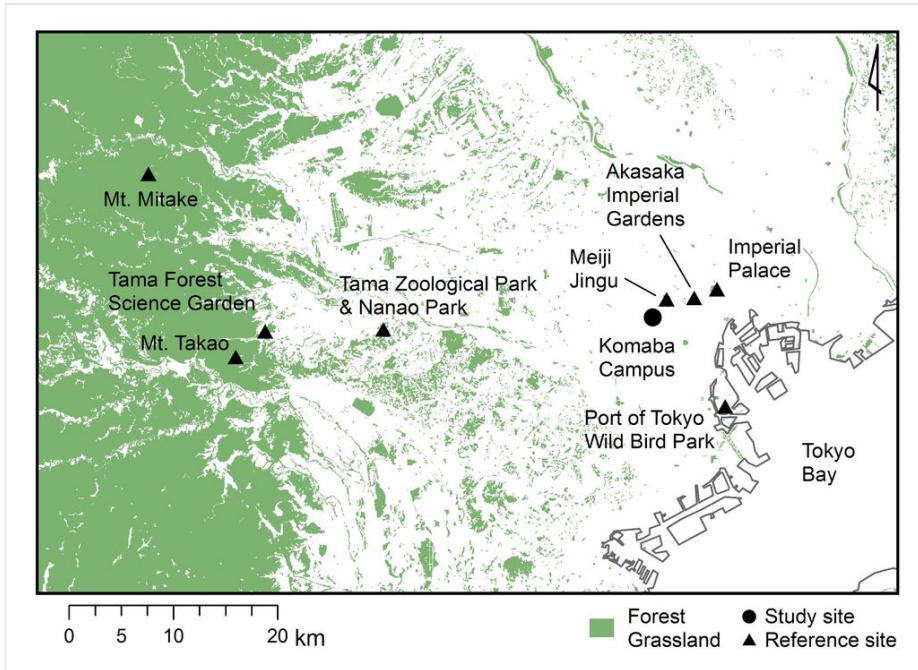 Akasaka
Imperial
Gardens
Mt. Mitake
Imperial
Palace
Meiji
Jingu
Tama Forest
Science Garden
Tama Zoological Park
& Nanao Park
Mt. Takao
Komaba
Campus
Port of Tokyo
Wild Bird Park
Tokyo
Bay
0 5 10 20 km
Forest
Grassland
Study site
Reference site